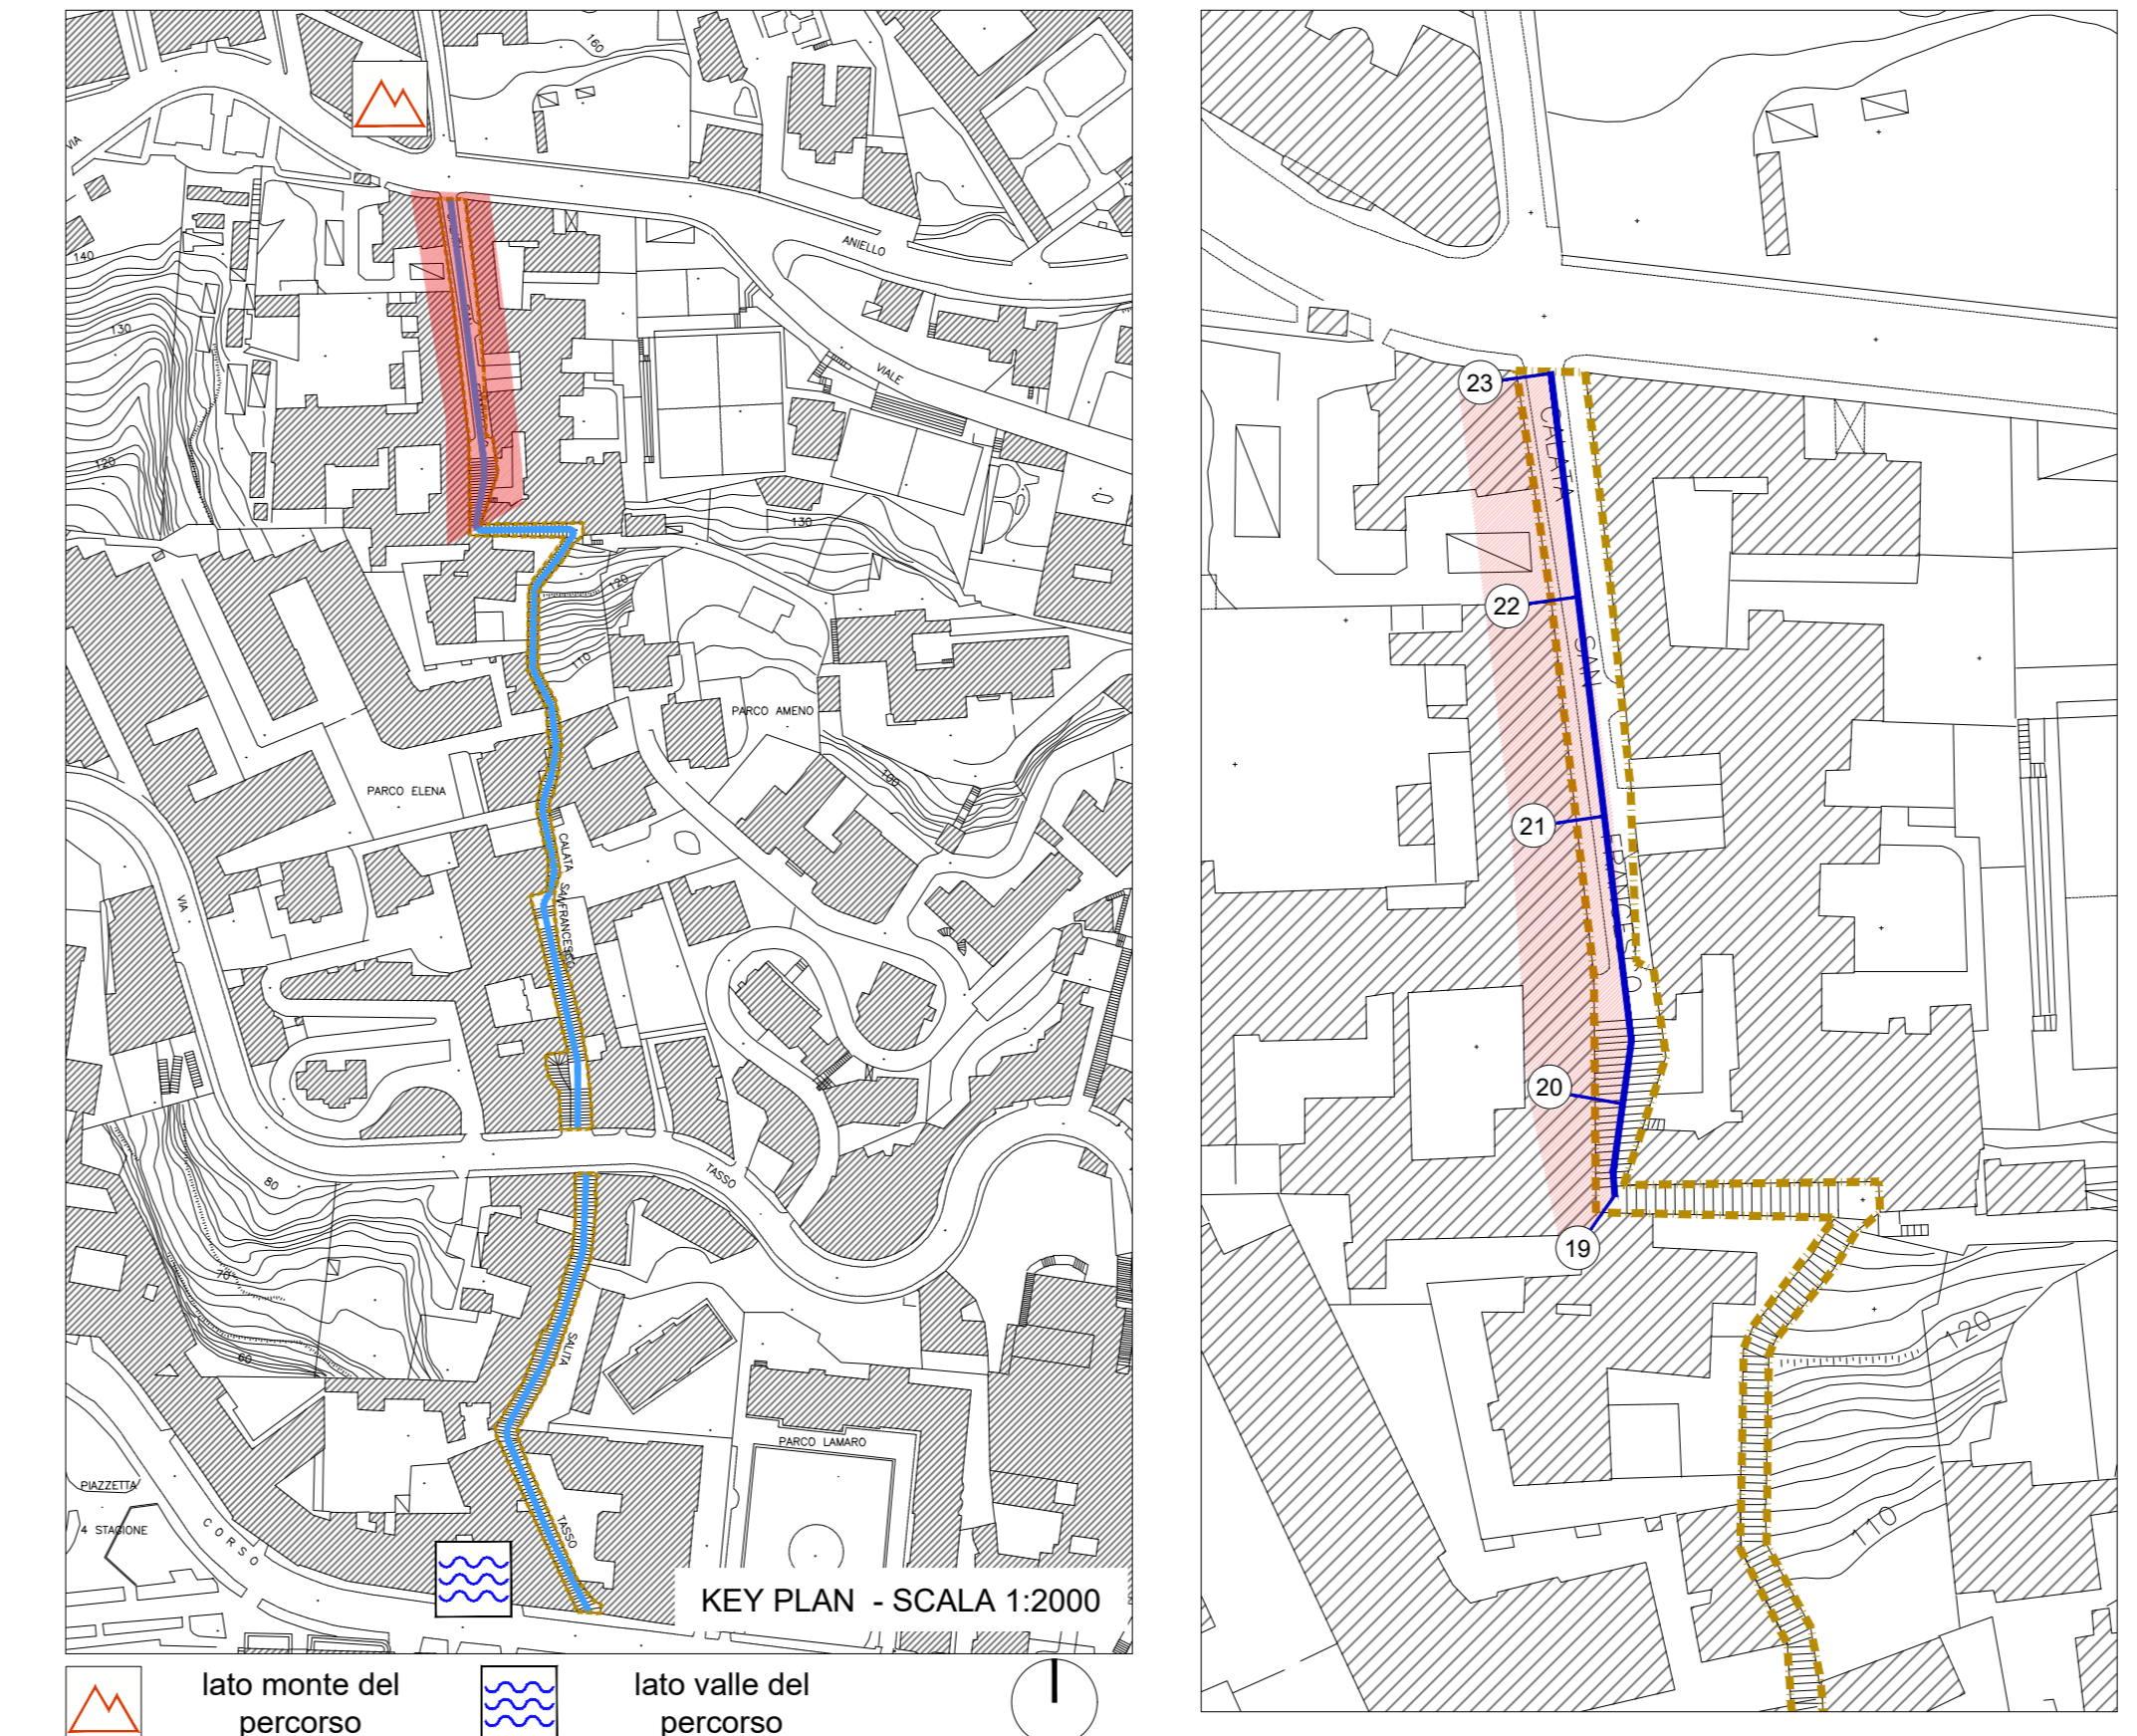 160
VIA
140
130
120
ANIELLO
VIALE
130
120
110
PARCO AMENO
PARCO ELENA
100
CALATA
SAN FRANCESCO
VIA
TASSO
80
70
60
SALITA
TASSO
PARCO LAMARO
PIAZZETTA
4 STAGIONE
CORSO
KEY PLAN - SCALA 1:2000
lato monte del
percorso
lato valle del
percorso
23
CALATA
22
SAN
21
20
19
120
110